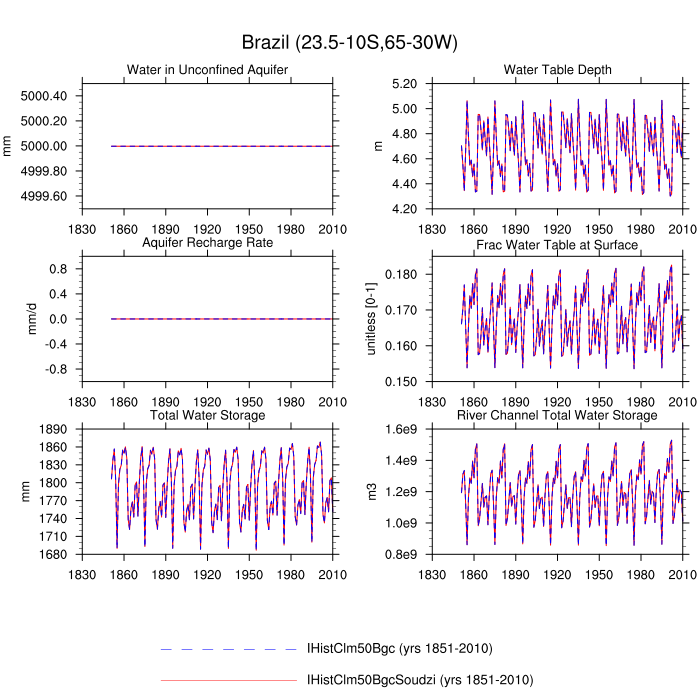 Brazil (23.5-10S,65-30W)
Water in Unconfined Aquifer
Water Table Depth
5000.40
5000.20
5000.00
4999.80
4999.60
mm
1830 1860 1890 1920 1950 1980 2010
5.20
5.00
4.80
4.60
4.40
4.20
m
1830 1860 1890 1920 1950 1980 2010
Aquifer Recharge Rate
Frac Water Table at Surface
0.8
0.4
0.0
-0.4
-0.8
mm/d
1830 1860 1890 1920 1950 1980 2010
0.180
0.170
0.160
0.150
unitless [0-1]
1830 1860 1890 1920 1950 1980 2010
Total Water Storage
River Channel Total Water Storage
1890
1860
1830
1800
1770
1740
1710
1680
mm
1830 1860 1890 1920 1950 1980 2010
1.6e9
1.4e9
1.2e9
1.0e9
0.8e9
m3
1830 1860 1890 1920 1950 1980 2010
IHistClm50Bgc (yrs 1851-2010)
IHistClm50BgcSoudzi (yrs 1851-2010)